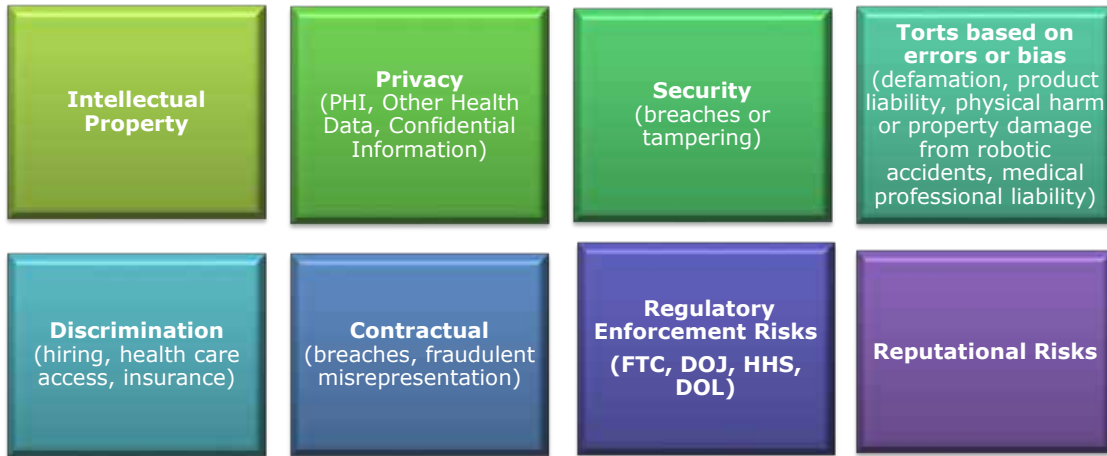 Intellectual
Property
Privacy
(PHI, Other Health
Data, Confidential
Information)
Security
(breaches or
tampering)
Torts based on
errors or bias
(defamation, product
liability, physical harm
or property damage
from robotic
accidents, medical
professional liability)
Discrimination
(hiring, health care
access, insurance)
Contractual
(breaches, fraudulent
misrepresentation)
Regulatory
Enforcement Risks
(FTC, DOJ, HHS,
DOL)
Reputational Risks